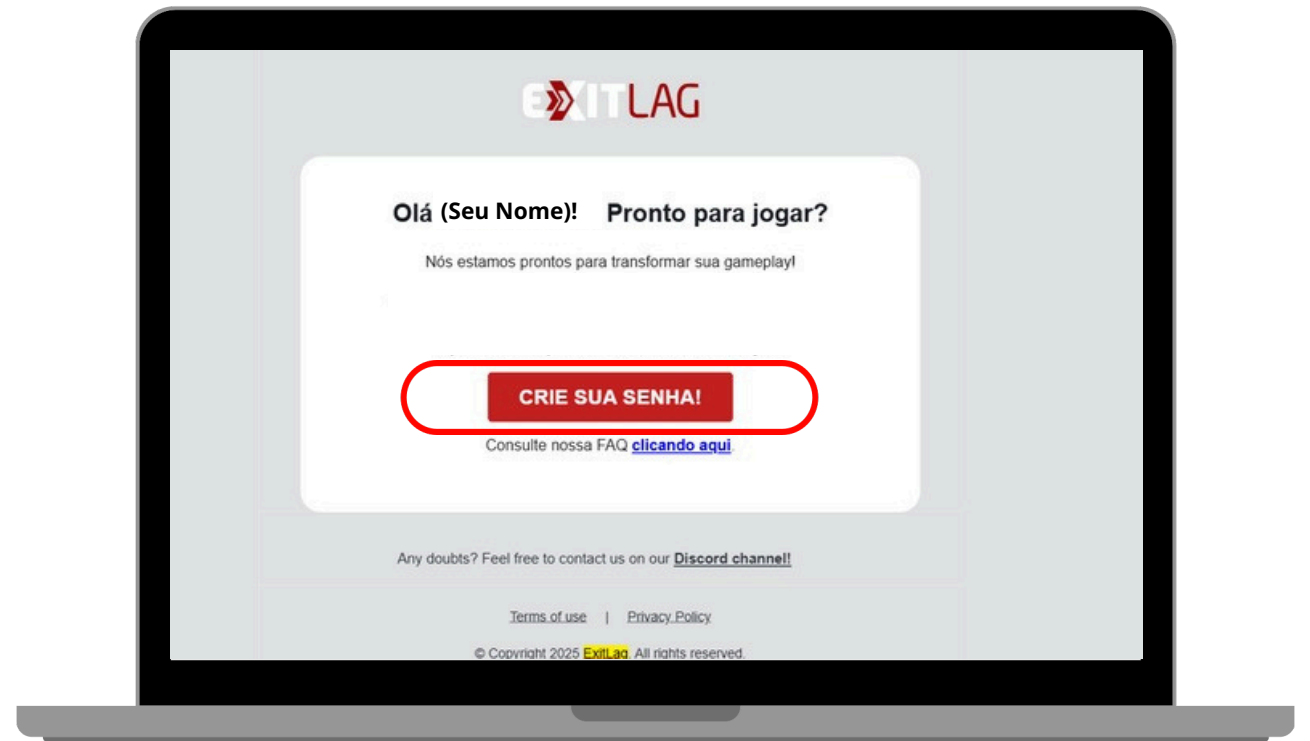 EXITLAG
Olá (Seu Nome)! Pronto para jogar?
Nós estamos prontos para transformar sua gameplay!
CRIE SUA SENHA!
Consulte nossa FAQ clicando aqui.
Any doubts? Feel free to contact us on our Discord channel!
Terms of use | Privacy Policy
© Copyright 2025 ExitLag. All rights reserved.